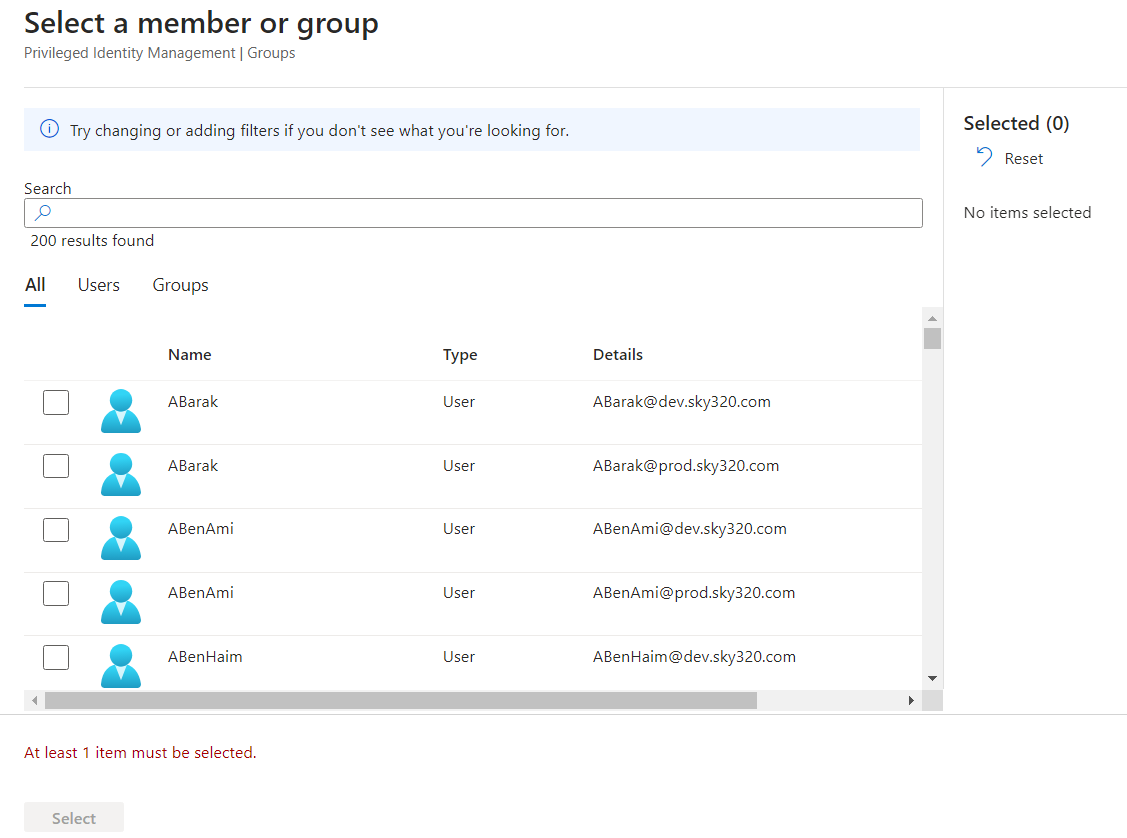 Select a member or group
Privileged Identity Management | Groups
Try changing or adding filters if you don't see what you're looking for.
Selected (0)
Reset
No items selected
Search
200 results found
All Users Groups
Name Type Details
ABarak User ABarak@dev.sky320.com
ABarak User ABarak@prod.sky320.com
ABenAmi User ABenAmi@dev.sky320.com
ABenAmi User ABenAmi@prod.sky320.com
ABenHaim User ABenHaim@dev.sky320.com
At least 1 item must be selected.
Select